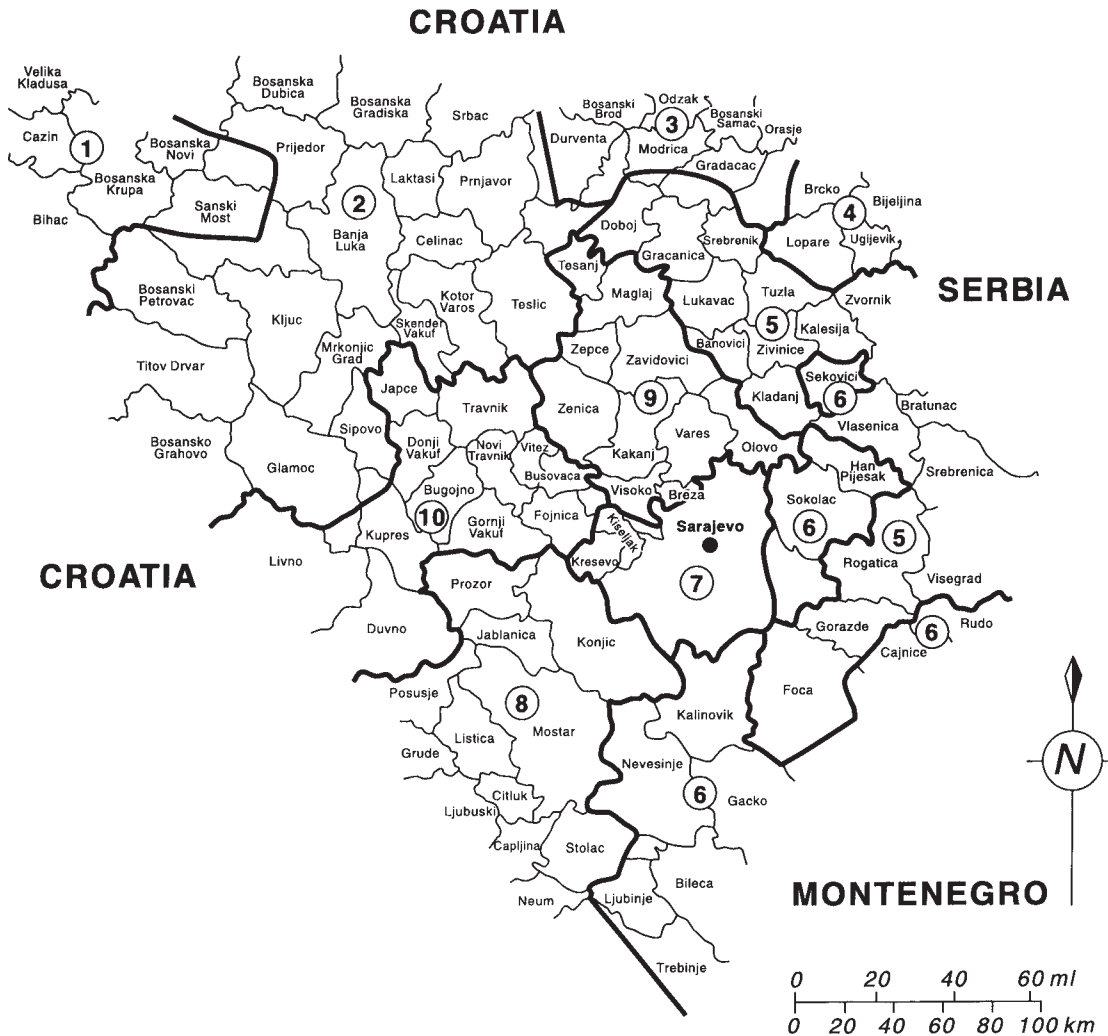 CROATIA
Velika
Kladusa
Bosanska
Dubica
Bosanska
Gradiska
Srbac
Bosanski
Brod
Odzak
Bosanski
Samac
Orasje
Cazin
1
Bosanska
Novi
Prijedor
Laktasi
Prnjavor
Durventa
3
Modrica
Gradacac
Bosanska
Krupa
Sanski
Most
2
Banja
Luka
Brcko
Bijeljina
4
Bihac
Celinac
Doboj
Gracanica
Srebrenik
Lopare
Ugijevik
Bosanski
Petrovac
Kljuc
Kotor
Varos
Teslic
Tesanj
Maglaj
Lukavac
Tuzla
5
Zvornik
SERBIA
Skender
Vakuf
Banovici
Zivinice
Kalesija
Titov Drvar
Mrkonjic
Grad
Japce
Travnik
Zepce
Zavidovici
9
Kladanj
Sekovici
6
Bratunac
Vlasenica
Zenica
Bosansko
Grahovo
Glamoc
Sipovo
Donji
Vakuf
Novi
Travnik
Vitez
Busovaca
Kakanj
Vares
Olovo
Han
Pijesak
Srebrenica
Bugojno
10
Visoko
Breza
Sokolac
6
Kupres
Gornji
Vakuf
Fojnica
Kiseljak
Kresevo
Sarajevo
7
5
Rogatica
Visegrad
Livno
CROATIA
Prozor
Duvno
Jablanica
Konjic
Gorazde
6
Rudo
Cajnice
Foca
Posusje
8
Mostar
Kalinovik
Listica
Grude
Nevesinje
6
Gacko
N
Citluk
Ljubuski
Capljina
Stolac
Neum
Ljubinje
Bileca
MONTENEGRO
Trebinje
0 20 40 60 ml
0 20 40 60 80 100 km